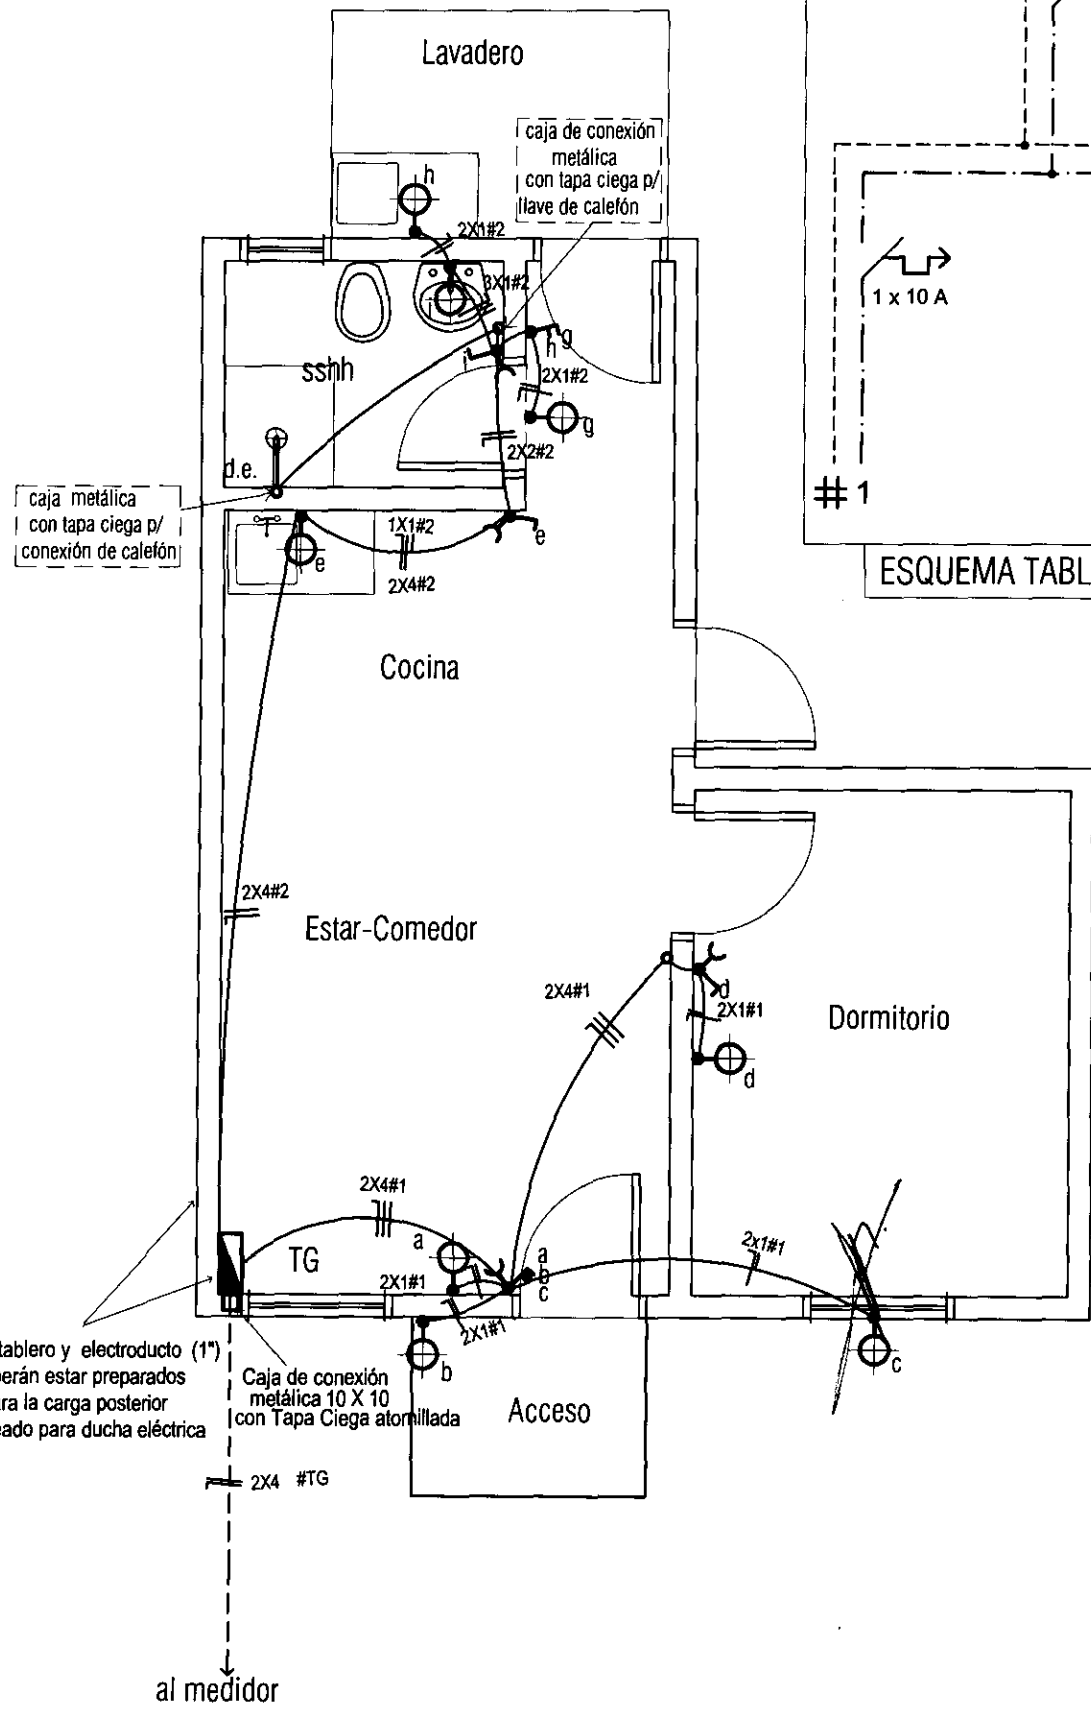 Lavadero
caja de conexión
metálica
con tapa ciega p/
llave de calefón
h
2X1#2
3X1#2
i
1 x 10 A
i
h
g
sshh
2X1#2
g
2X2#2
d.e.
# 1
caja metálica
con tapa ciega p/
conexión de calefón
1X1#2
e
e
2X4#2
ESQUEMA TABL
Cocina
2X4#2
Estar-Comedor
2X4#1
d
2X1#1
Dormitorio
d
2X4#1
a
a
b
c
2x1#1
TG
2X1#1
2X1#1
tablero y electroducto (1")
erán estar preparados
ra la carga posterior
eado para ducha eléctrica
Caja de conexión
metálica 10 X 10
con Tapa Ciega atornillada
b
c
Acceso
2X4 #TG
al medidor